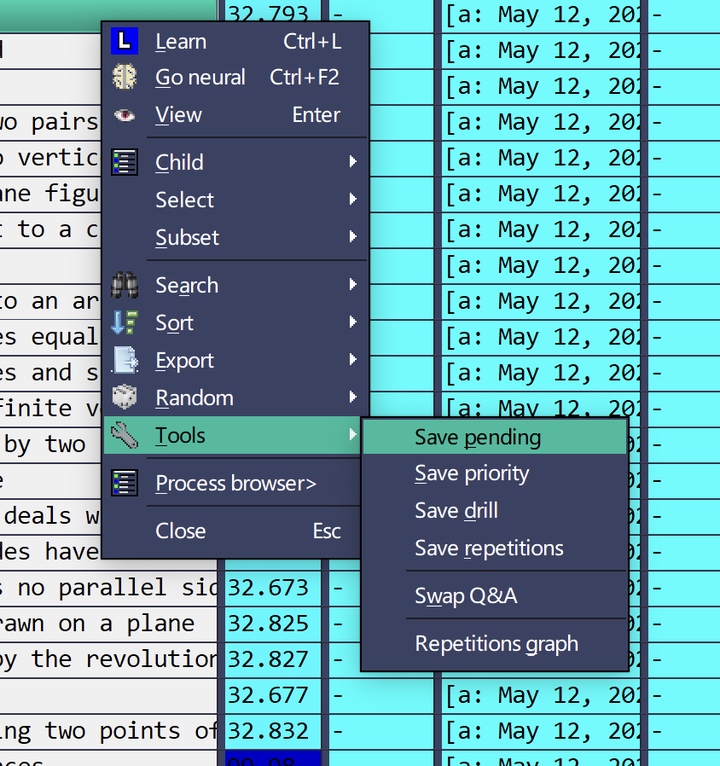 32.793 - [a: May 12, 202 -
L Learn Ctrl+L [a: May 12, 202 -
Go neural Ctrl+F2 [a: May 12, 202 -
wo pairs View Enter [a: May 12, 202 -
vertic Child [a: May 12, 202 -
ane figu Select [a: May 12, 202 -
t to a c Subset [a: May 12, 202 -
Search [a: May 12, 202 -
to an ar Sort [a: May 12, 202 -
es equal Export [a: May 12, 202 -
es and s Random [a: May 12, 202 -
finite v [a: May 12, 202 -
by two Tools Save pending -
Process browser> Save priority -
deals w Save drill -
des have Close Esc Save repetitions -
s no parallel sid 32.673 - Swap Q&A -
rawn on a plane 32.825 - -
by the revolution 32.827 - Repetitions graph -
32.677 - [a: May 12, 202 -
ing two points of 32.832 - [a: May 12, 202 -